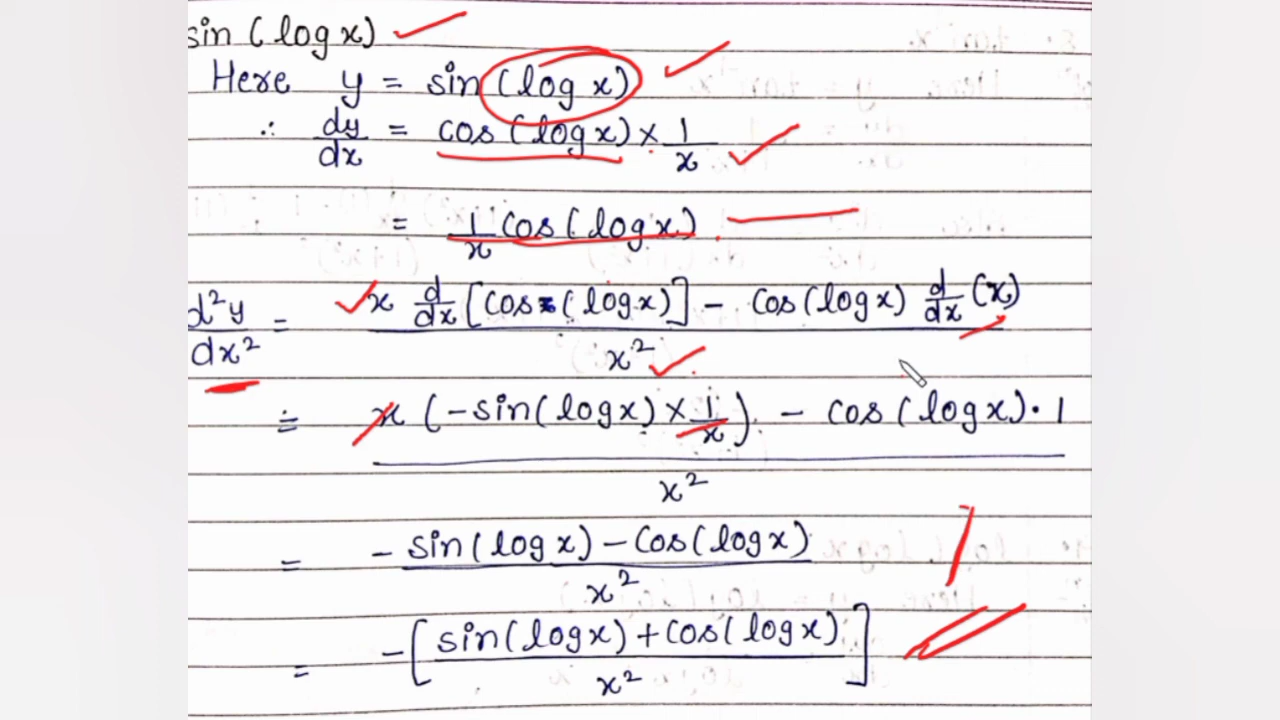 sin (log x)
Here y = sin (log x)
∴ dy/dx = cos (log x) × 1/x
= 1/x cos (log x)
d²y/dx² = (x d/dx [cos (log x)] - cos (log x) d/dx (x)) / x²
= (x (-sin (log x) × 1/x) - cos (log x) · 1) / x²
= (- sin (log x) - cos (log x)) / x²
= - [(sin (log x) + cos (log x)) / x²]